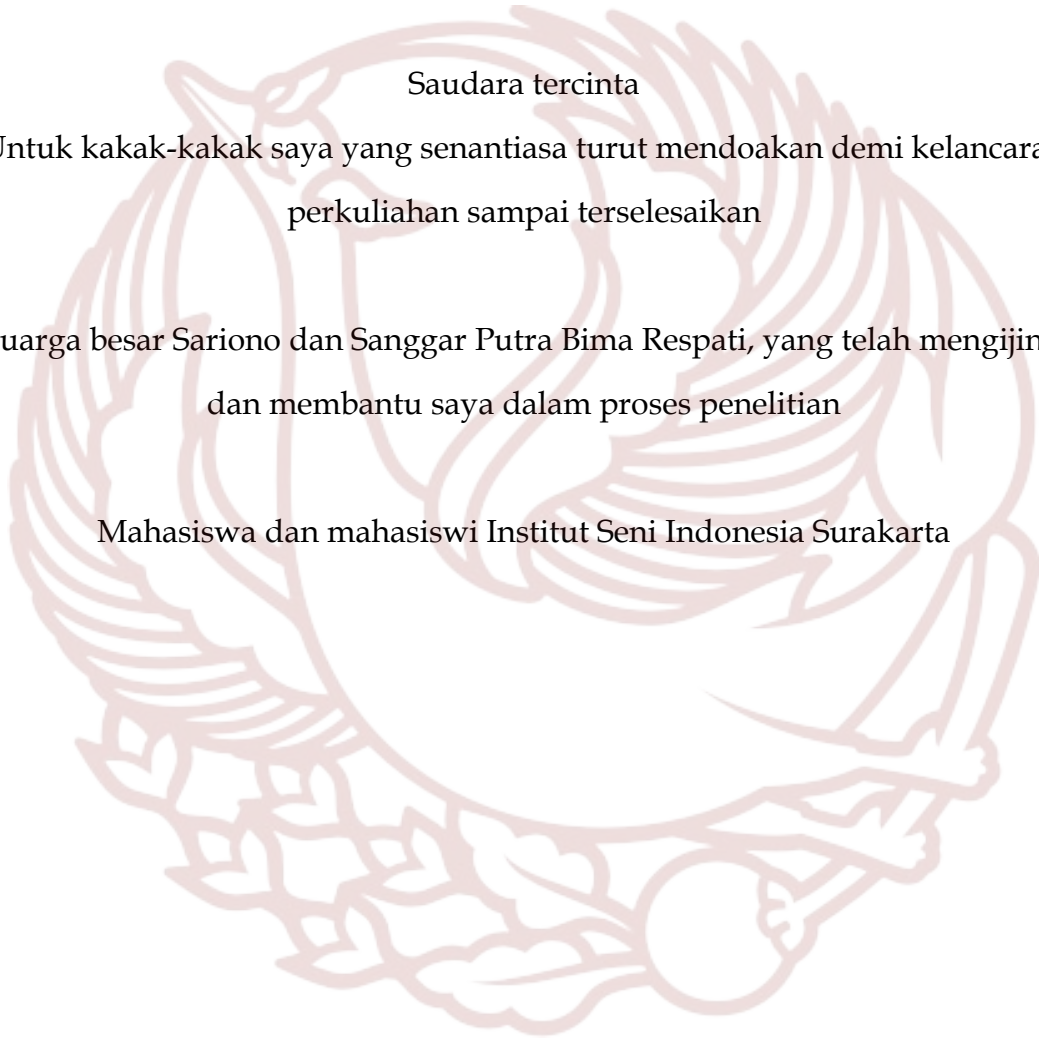 Saudara tercinta
Untuk kakak-kakak saya yang senantiasa turut mendoakan demi kelancara
perkuliahan sampai terselesaikan
uarga besar Sariono dan Sanggar Putra Bima Respati, yang telah mengijin
dan membantu saya dalam proses penelitian
Mahasiswa dan mahasiswi Institut Seni Indonesia Surakarta